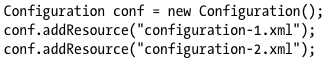 Configuration conf = new Configuration();
conf.addResource("configuration-1.xml");
conf.addResource("configuration-2.xml");